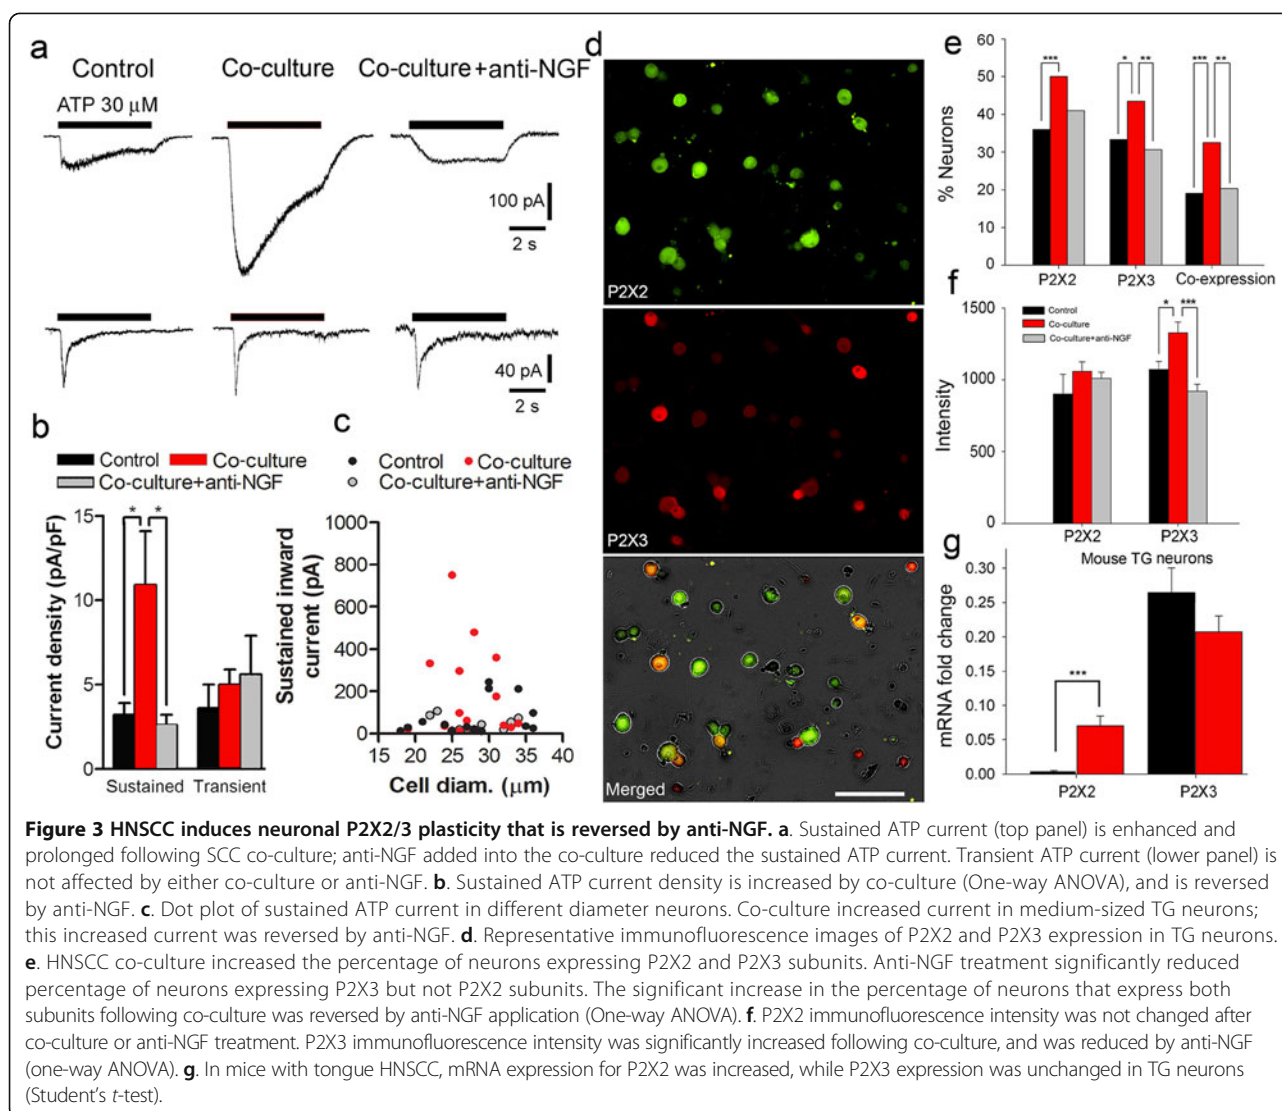 a
Control
Co-culture
Co-culture+anti-NGF
ATP 30 μM
100 pA
2 s
40 pA
2 s
b
Control
Co-culture
Co-culture+anti-NGF
Current density (pA/pF)
15
10
5
0
*
*
Sustained
Transient
c
Control
Co-culture
Co-culture+anti-NGF
Sustained inward
current (pA)
1000
800
600
400
200
0
15
20
25
30
35
40
Cell diam. (μm)
d
P2X2
P2X3
Merged
e
% Neurons
60
50
40
30
20
10
0
***
*
**
***
**
P2X2
P2X3
Co-expression
f
Intensity
1500
1000
500
0
Control
Co-culture
Co-culture+anti-NGF
*
***
P2X2
P2X3
g
Mouse TG neurons
mRNA fold change
0.30
0.25
0.20
0.15
0.10
0.05
0.00
***
P2X2
P2X3
Figure 3 HNSCC induces neuronal P2X2/3 plasticity that is reversed by anti-NGF. a. Sustained ATP current (top panel) is enhanced and
prolonged following SCC co-culture; anti-NGF added into the co-culture reduced the sustained ATP current. Transient ATP current (lower panel) is
not affected by either co-culture or anti-NGF. b. Sustained ATP current density is increased by co-culture (One-way ANOVA), and is reversed
by anti-NGF. c. Dot plot of sustained ATP current in different diameter neurons. Co-culture increased current in medium-sized TG neurons;
this increased current was reversed by anti-NGF. d. Representative immunofluorescence images of P2X2 and P2X3 expression in TG neurons.
e. HNSCC co-culture increased the percentage of neurons expressing P2X2 and P2X3 subunits. Anti-NGF treatment significantly reduced
percentage of neurons expressing P2X3 but not P2X2 subunits. The significant increase in the percentage of neurons that express both
subunits following co-culture was reversed by anti-NGF application (One-way ANOVA). f. P2X2 immunofluorescence intensity was not changed after
co-culture or anti-NGF treatment. P2X3 immunofluorescence intensity was significantly increased following co-culture, and was reduced by anti-NGF
(one-way ANOVA). g. In mice with tongue HNSCC, mRNA expression for P2X2 was increased, while P2X3 expression was unchanged in TG neurons
(Student's t-test).